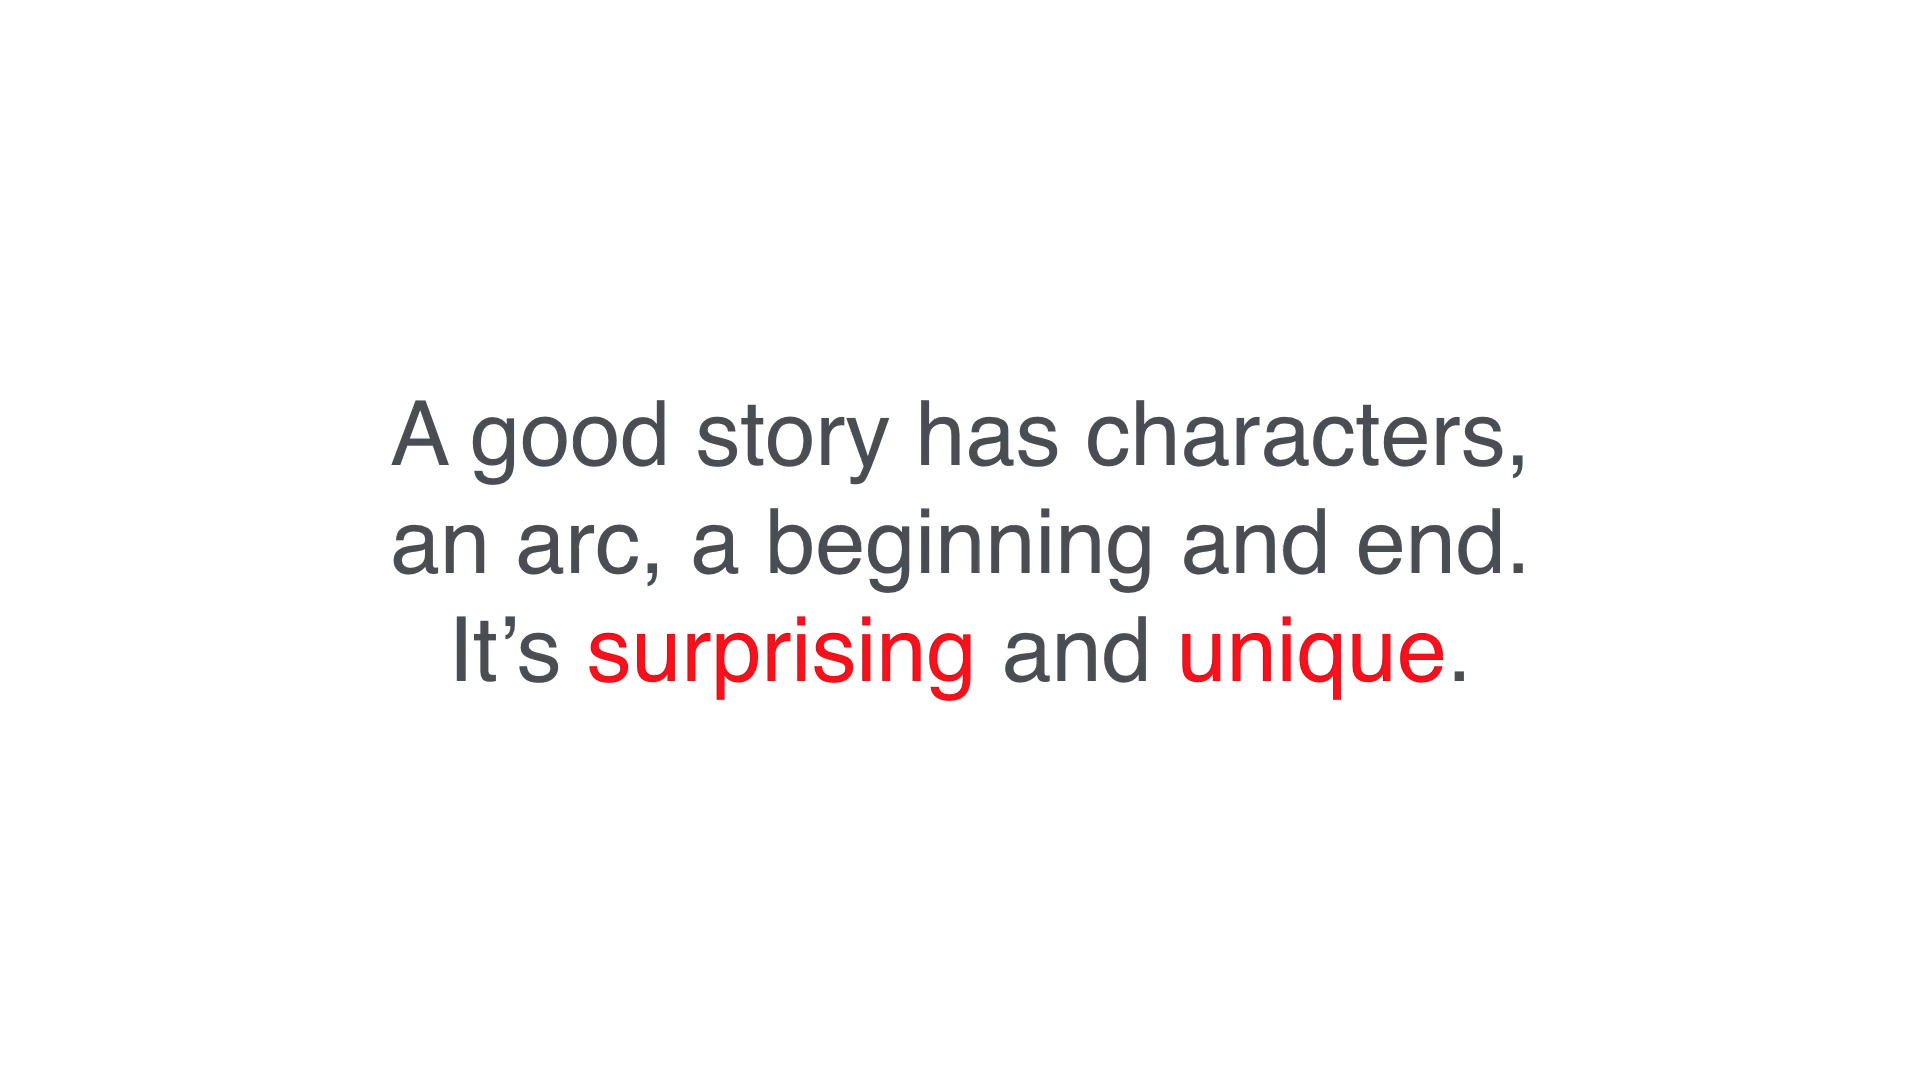 A good story has characters,
an arc, a beginning and end.
It’s surprising and unique.